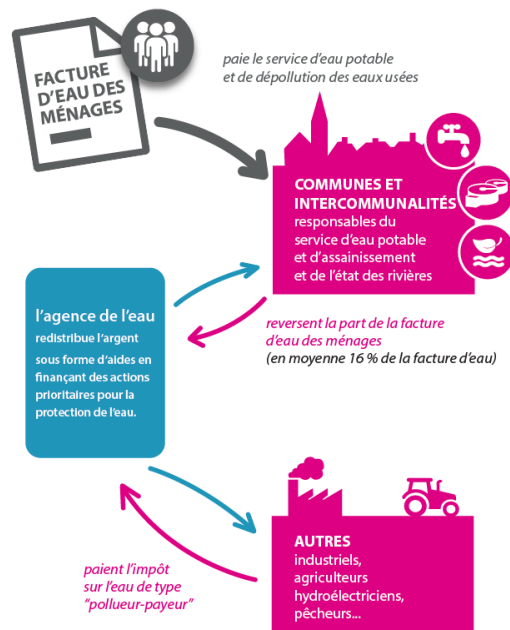 FACTURE
D'EAU DES
MÉNAGES
paie le service d'eau potable
et de dépollution des eaux usées
COMMUNES ET
INTERCOMMUNALITÉS
responsables du
service d'eau potable
et d'assainissement
et de l'état des rivières
l'agence de l'eau
redistribue l'argent
sous forme d'aides en
finançant des actions
prioritaires pour la
protection de l'eau.
reversent la part de la facture
d'eau des ménages
(en moyenne 16 % de la facture d'eau)
AUTRES
industriels,
agriculteurs
hydroélectriciens,
pêcheurs...
paient l'impôt
sur l'eau de type
"pollueur-payeur"